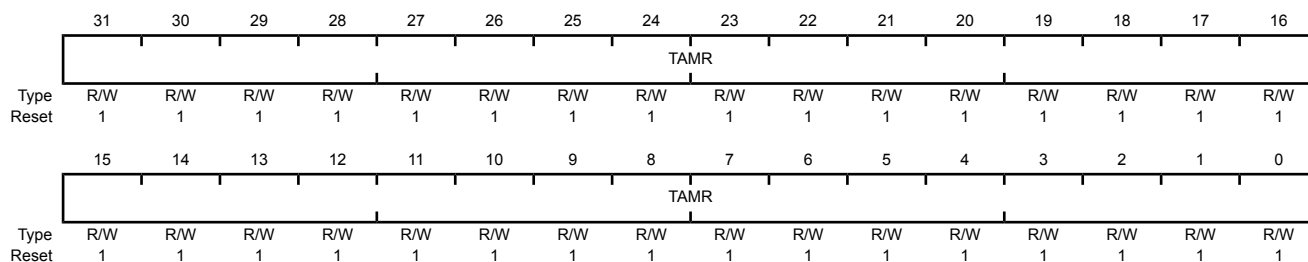 31 30 29 28 27 26 25 24 23 22 21 20 19 18 17 16
TAMR
Type R/W R/W R/W R/W R/W R/W R/W R/W R/W R/W R/W R/W R/W R/W R/W R/W
Reset 1 1 1 1 1 1 1 1 1 1 1 1 1 1 1 1
15 14 13 12 11 10 9 8 7 6 5 4 3 2 1 0
TAMR
Type R/W R/W R/W R/W R/W R/W R/W R/W R/W R/W R/W R/W R/W R/W R/W R/W
Reset 1 1 1 1 1 1 1 1 1 1 1 1 1 1 1 1